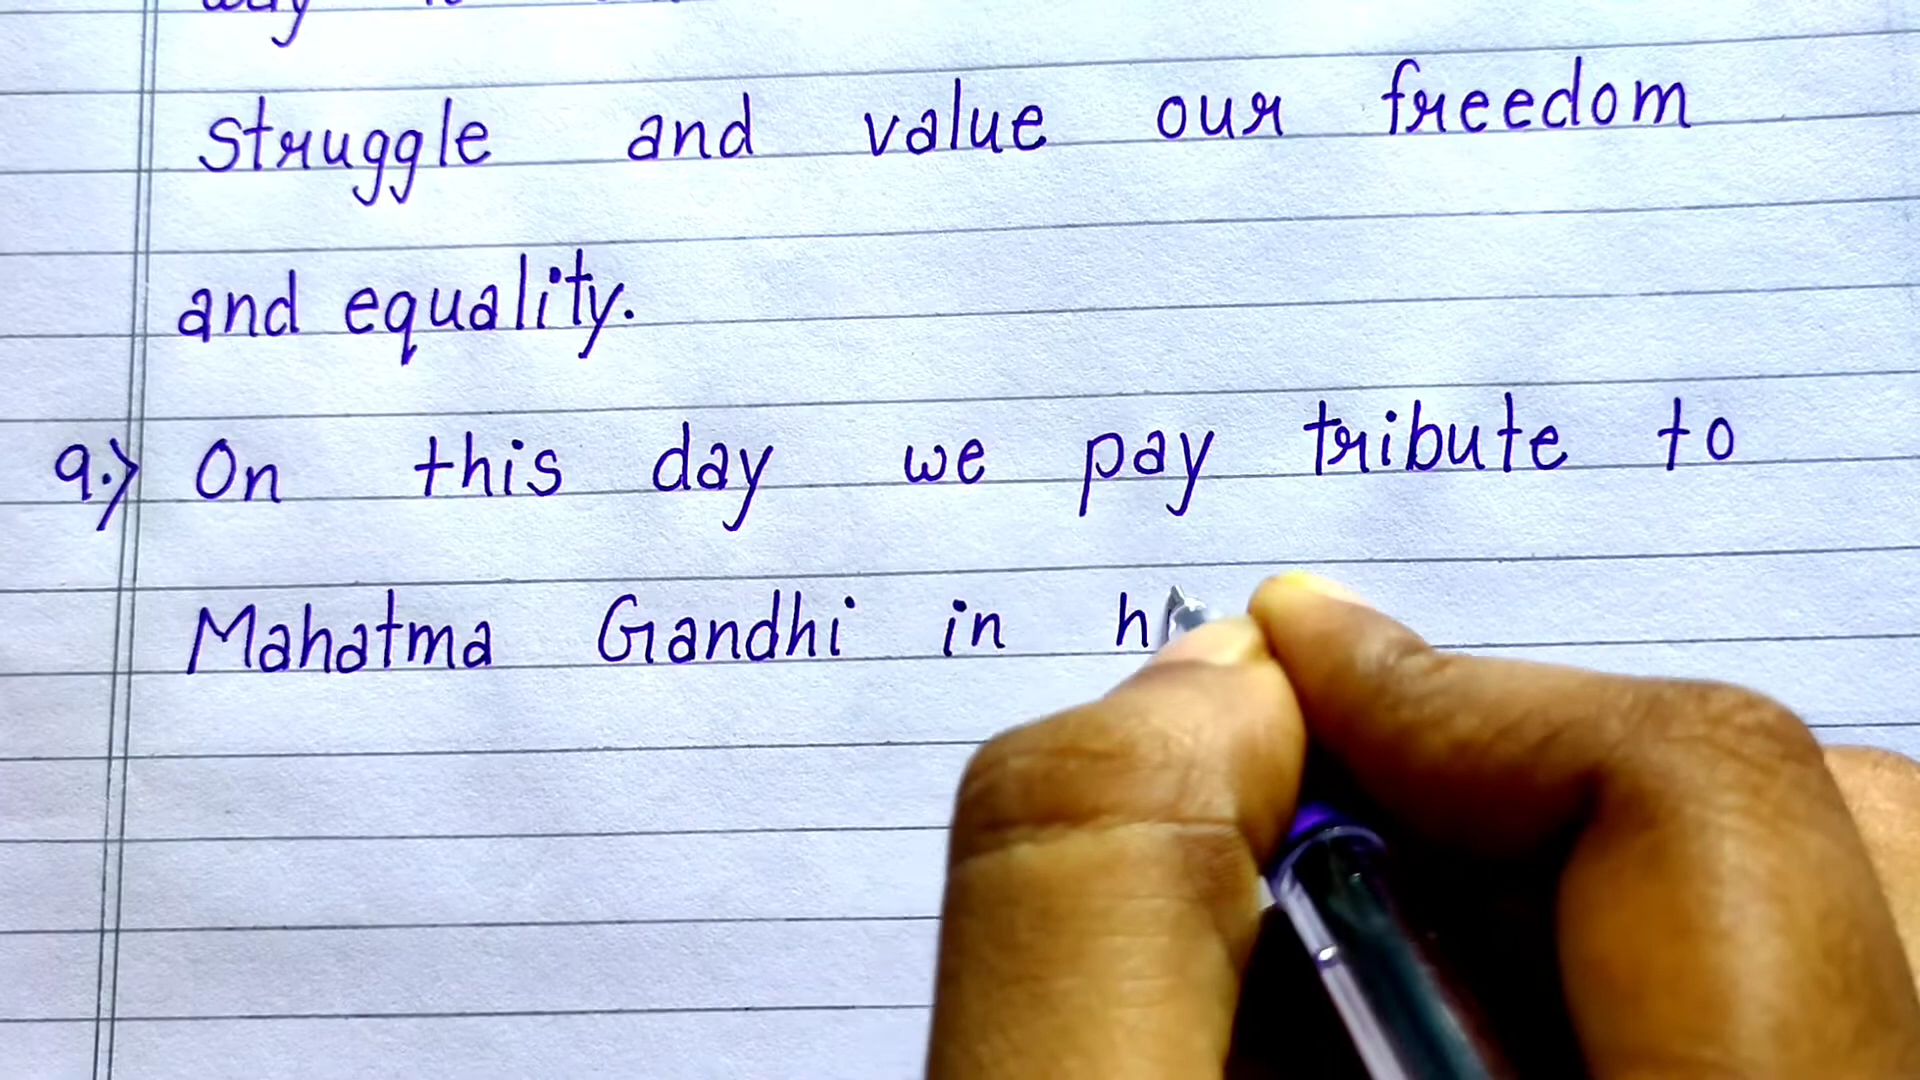 struggle and value our freedom
and equality.
9.) On this day we pay tribute to
Mahatma Gandhi in